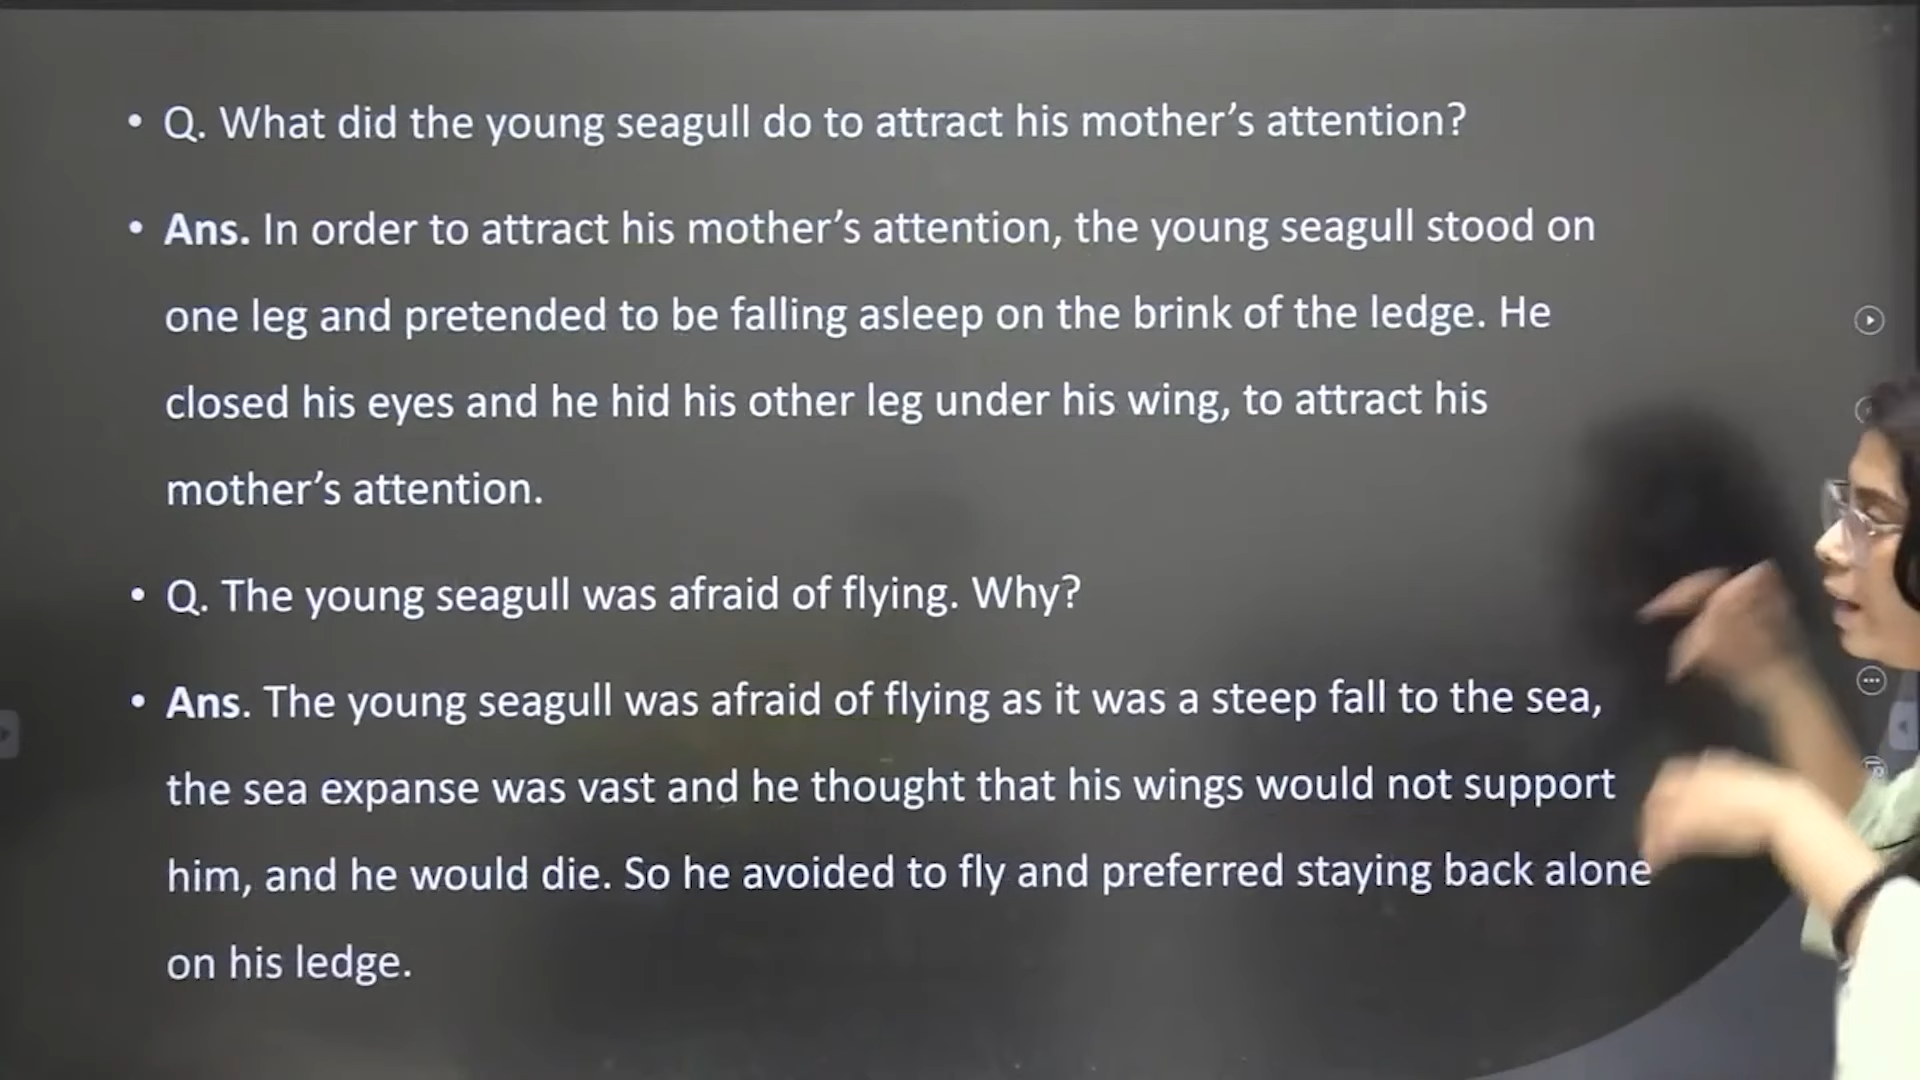 • Q. What did the young seagull do to attract his mother’s attention?
• Ans. In order to attract his mother’s attention, the young seagull stood on
one leg and pretended to be falling asleep on the brink of the ledge. He
closed his eyes and he hid his other leg under his wing, to attract his
mother’s attention.
• Q. The young seagull was afraid of flying. Why?
• Ans. The young seagull was afraid of flying as it was a steep fall to the sea,
the sea expanse was vast and he thought that his wings would not support
him, and he would die. So he avoided to fly and preferred staying back alone
on his ledge.